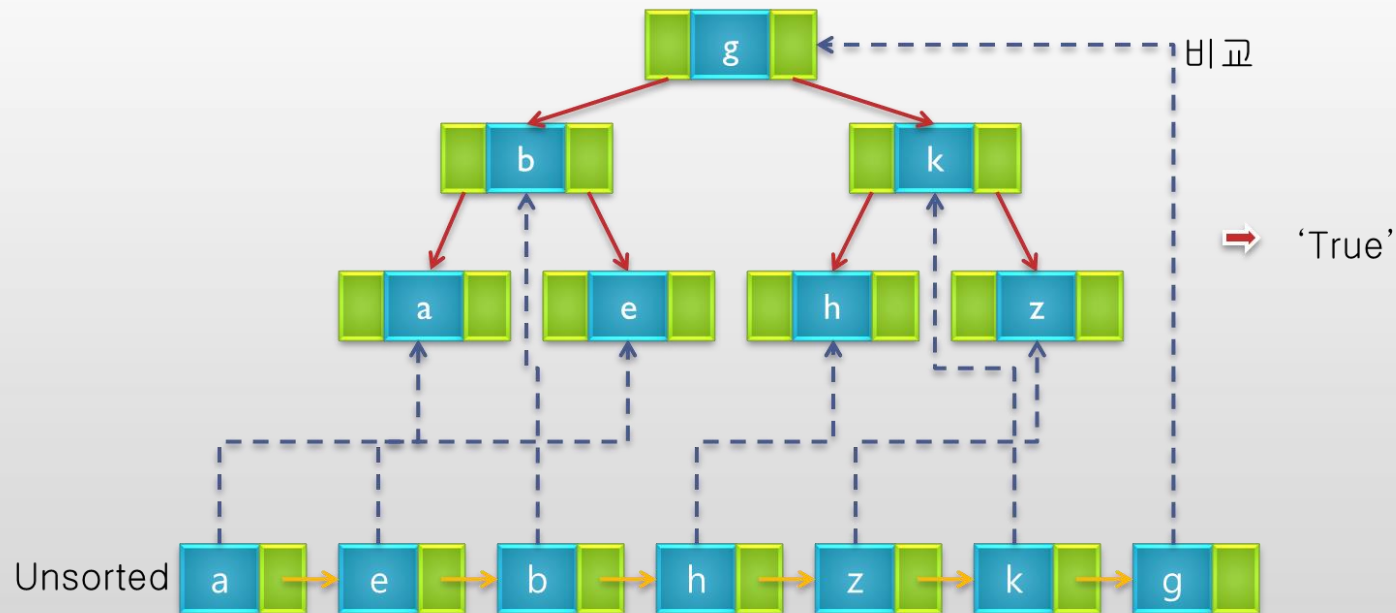 g
비교
b k
‘True’
a e h z
Unsorted a e b h z k g